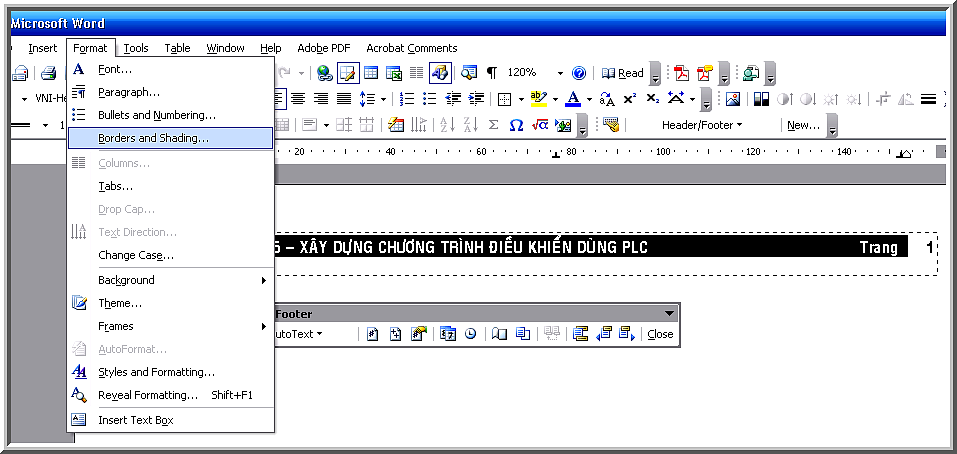 Microsoft Word
Insert Format Tools Table Window Help Adobe PDF Acrobat Comments
120% Read
VNI-He
Header/Footer New...
Font...
Paragraph...
Bullets and Numbering...
Borders and Shading...
Columns...
Tabs...
Drop Cap...
Text Direction...
Change Case...
Background
Theme...
Frames
AutoFormat...
Styles and Formatting...
Reveal Formatting... Shift+F1
Insert Text Box
20 40 60 80 100 120 140
– XÂY DỰNG CHƯƠNG TRÌNH ĐIỀU KHIỂN DÙNG PLC Trang 1
Footer
utoText Close